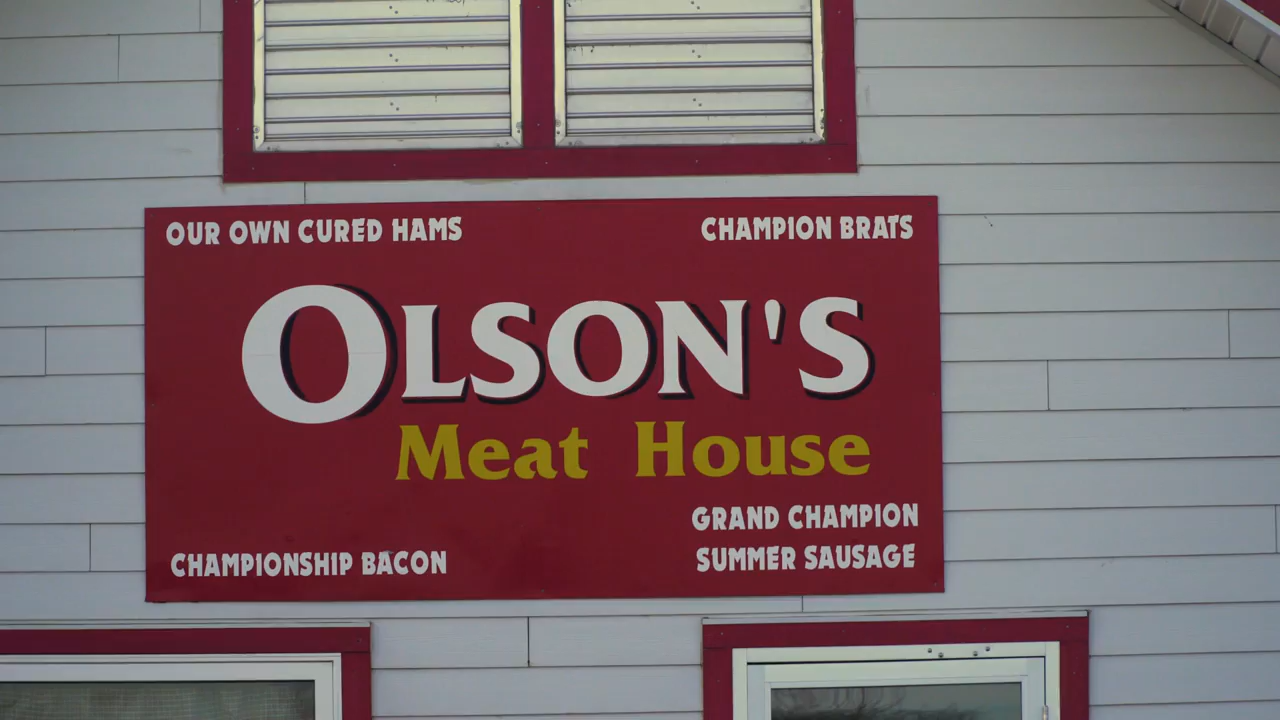 OUR OWN CURED HAMS
CHAMPION BRATS
OLSON'S
Meat House
GRAND CHAMPION
SUMMER SAUSAGE
CHAMPIONSHIP BACON